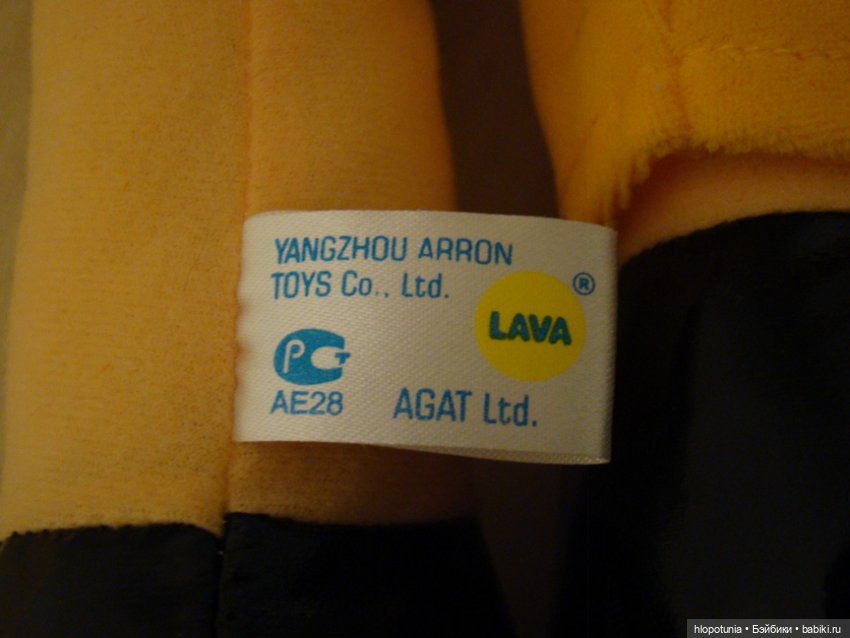 YANGZHOU ARRON
TOYS Co., Ltd.
®
LAVA
РСТ
AE28
AGAT Ltd.
hlopotunia • Бэйбики • babiki.ru